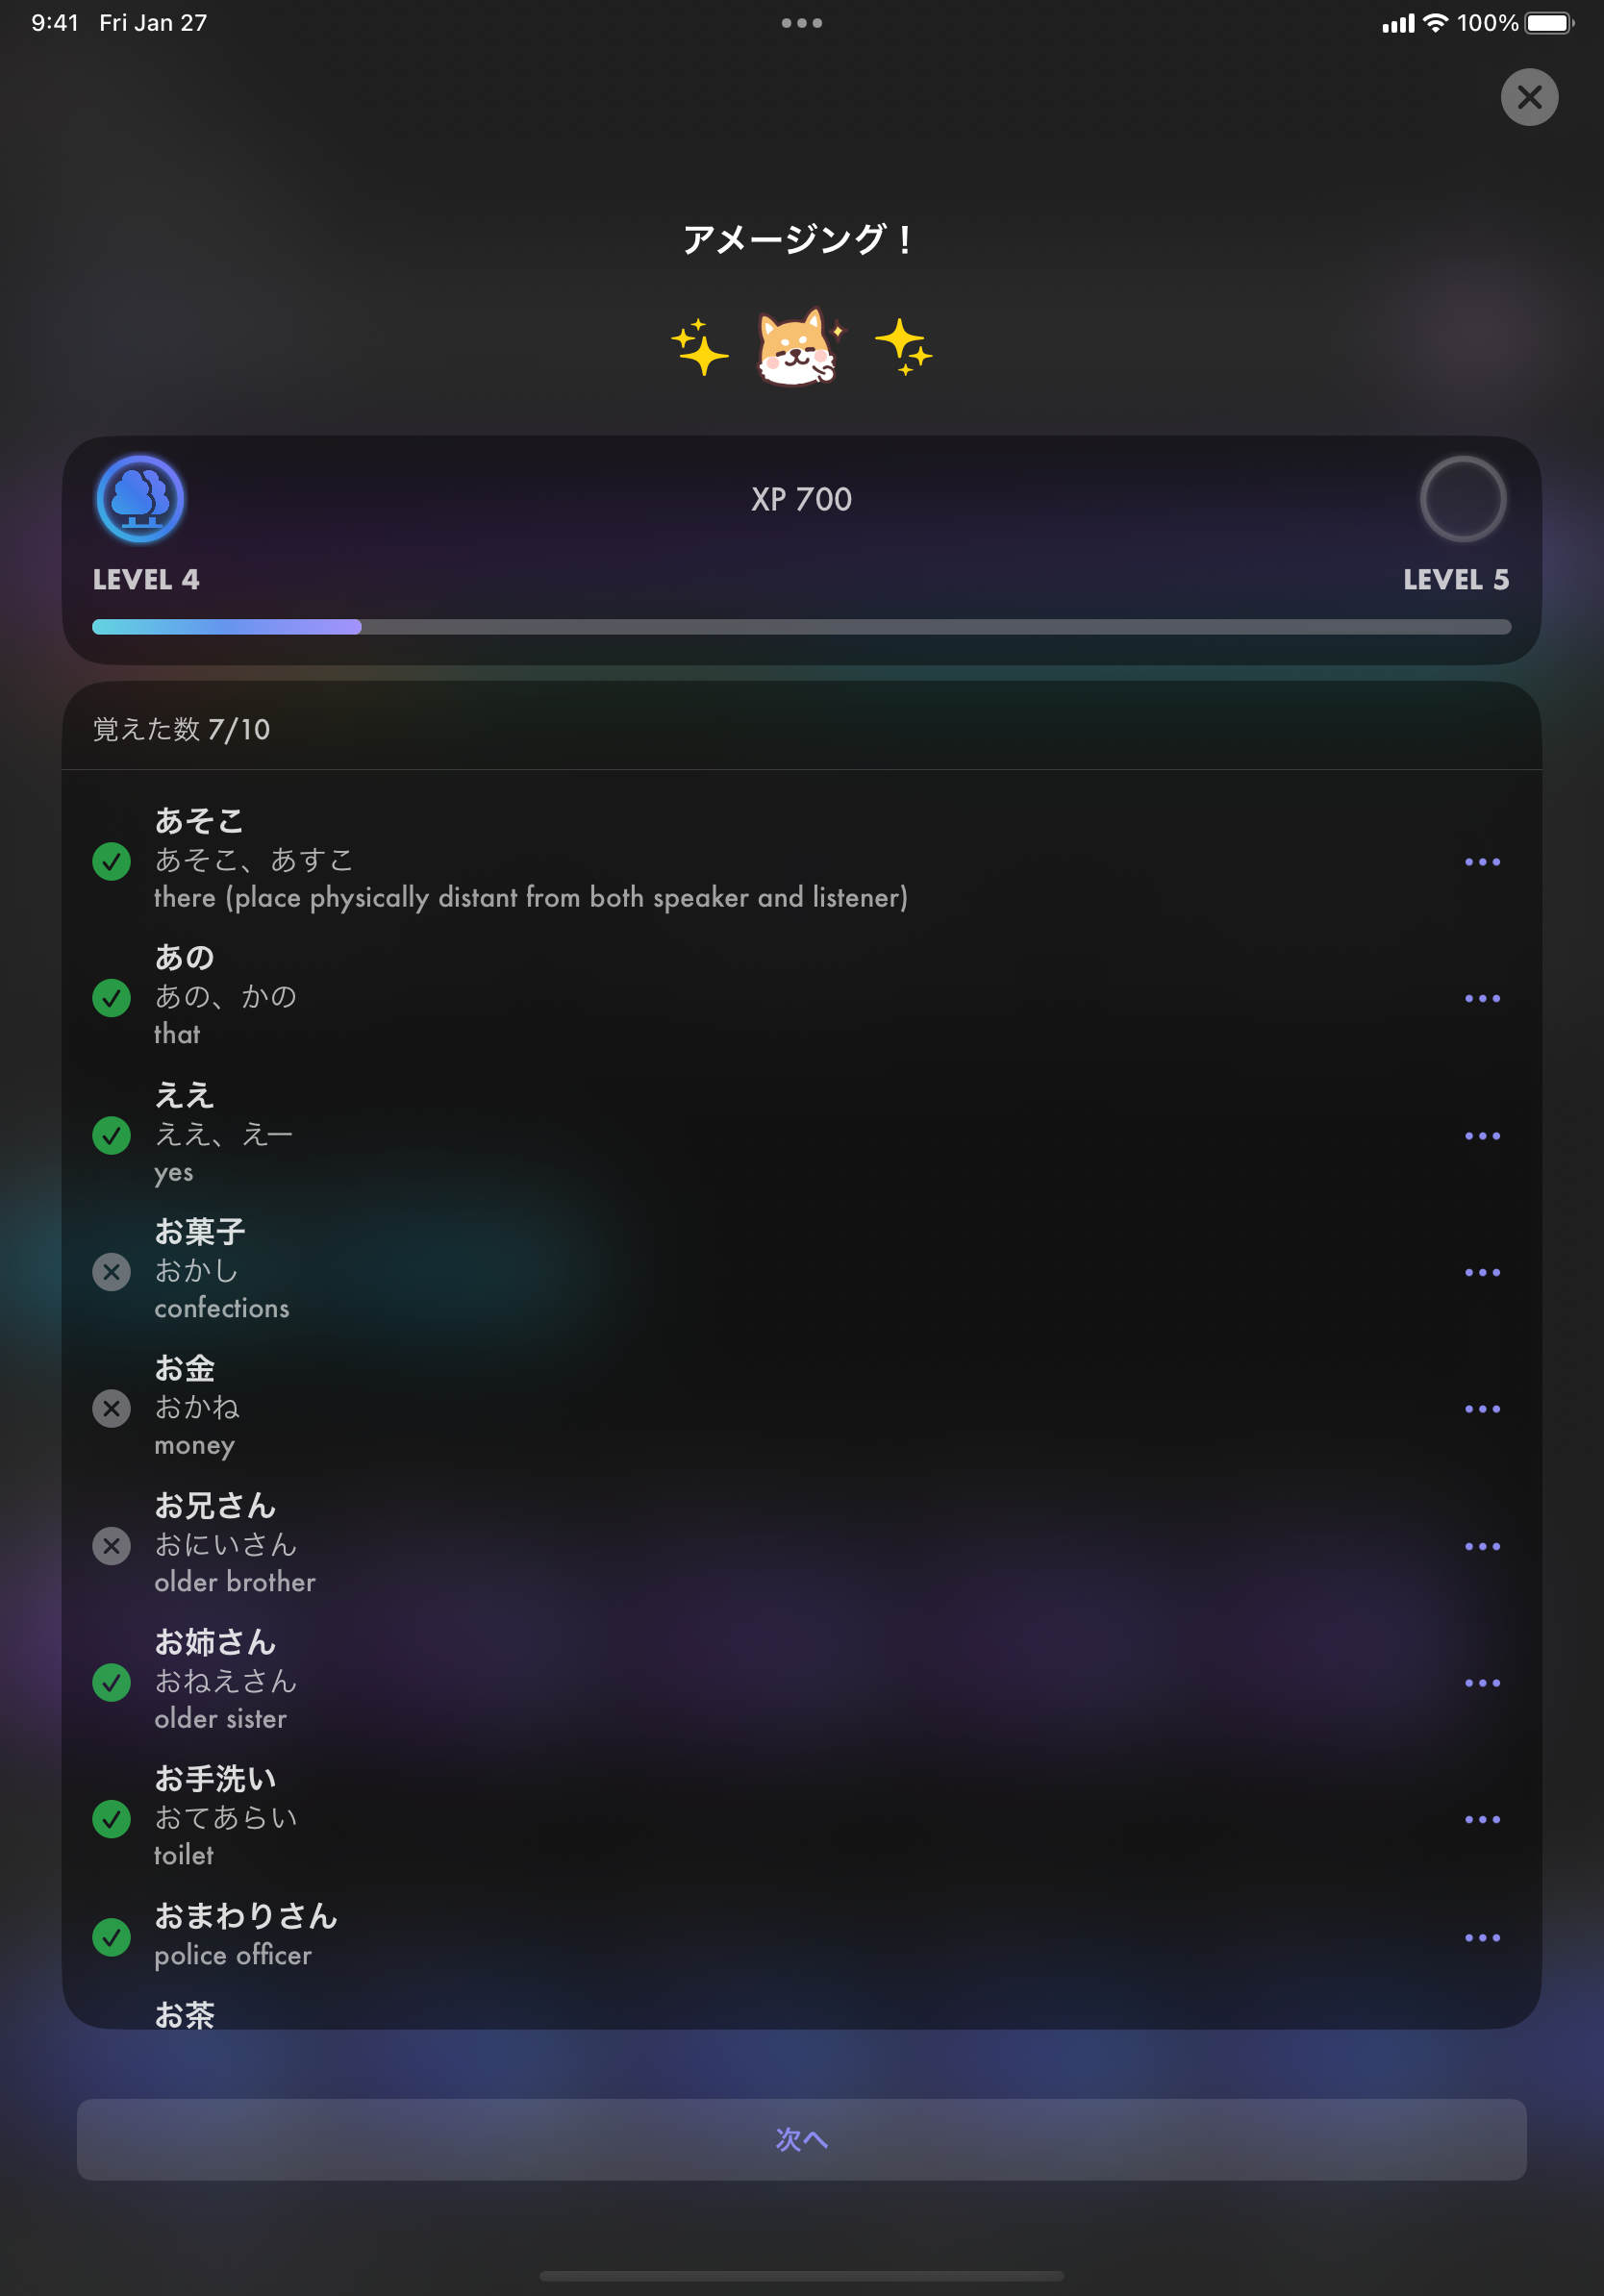 9:41 Fri Jan 27
100%
アメージング！
XP 700
LEVEL 4
LEVEL 5
覚えた数 7/10
あそこ
あそこ、あすこ
there (place physically distant from both speaker and listener)
あの
あの、かの
that
ええ
ええ、えー
yes
お菓子
おかし
confections
お金
おかね
money
お兄さん
おにいさん
older brother
お姉さん
おねえさん
older sister
お手洗い
おてあらい
toilet
おまわりさん
police officer
お茶
次へ